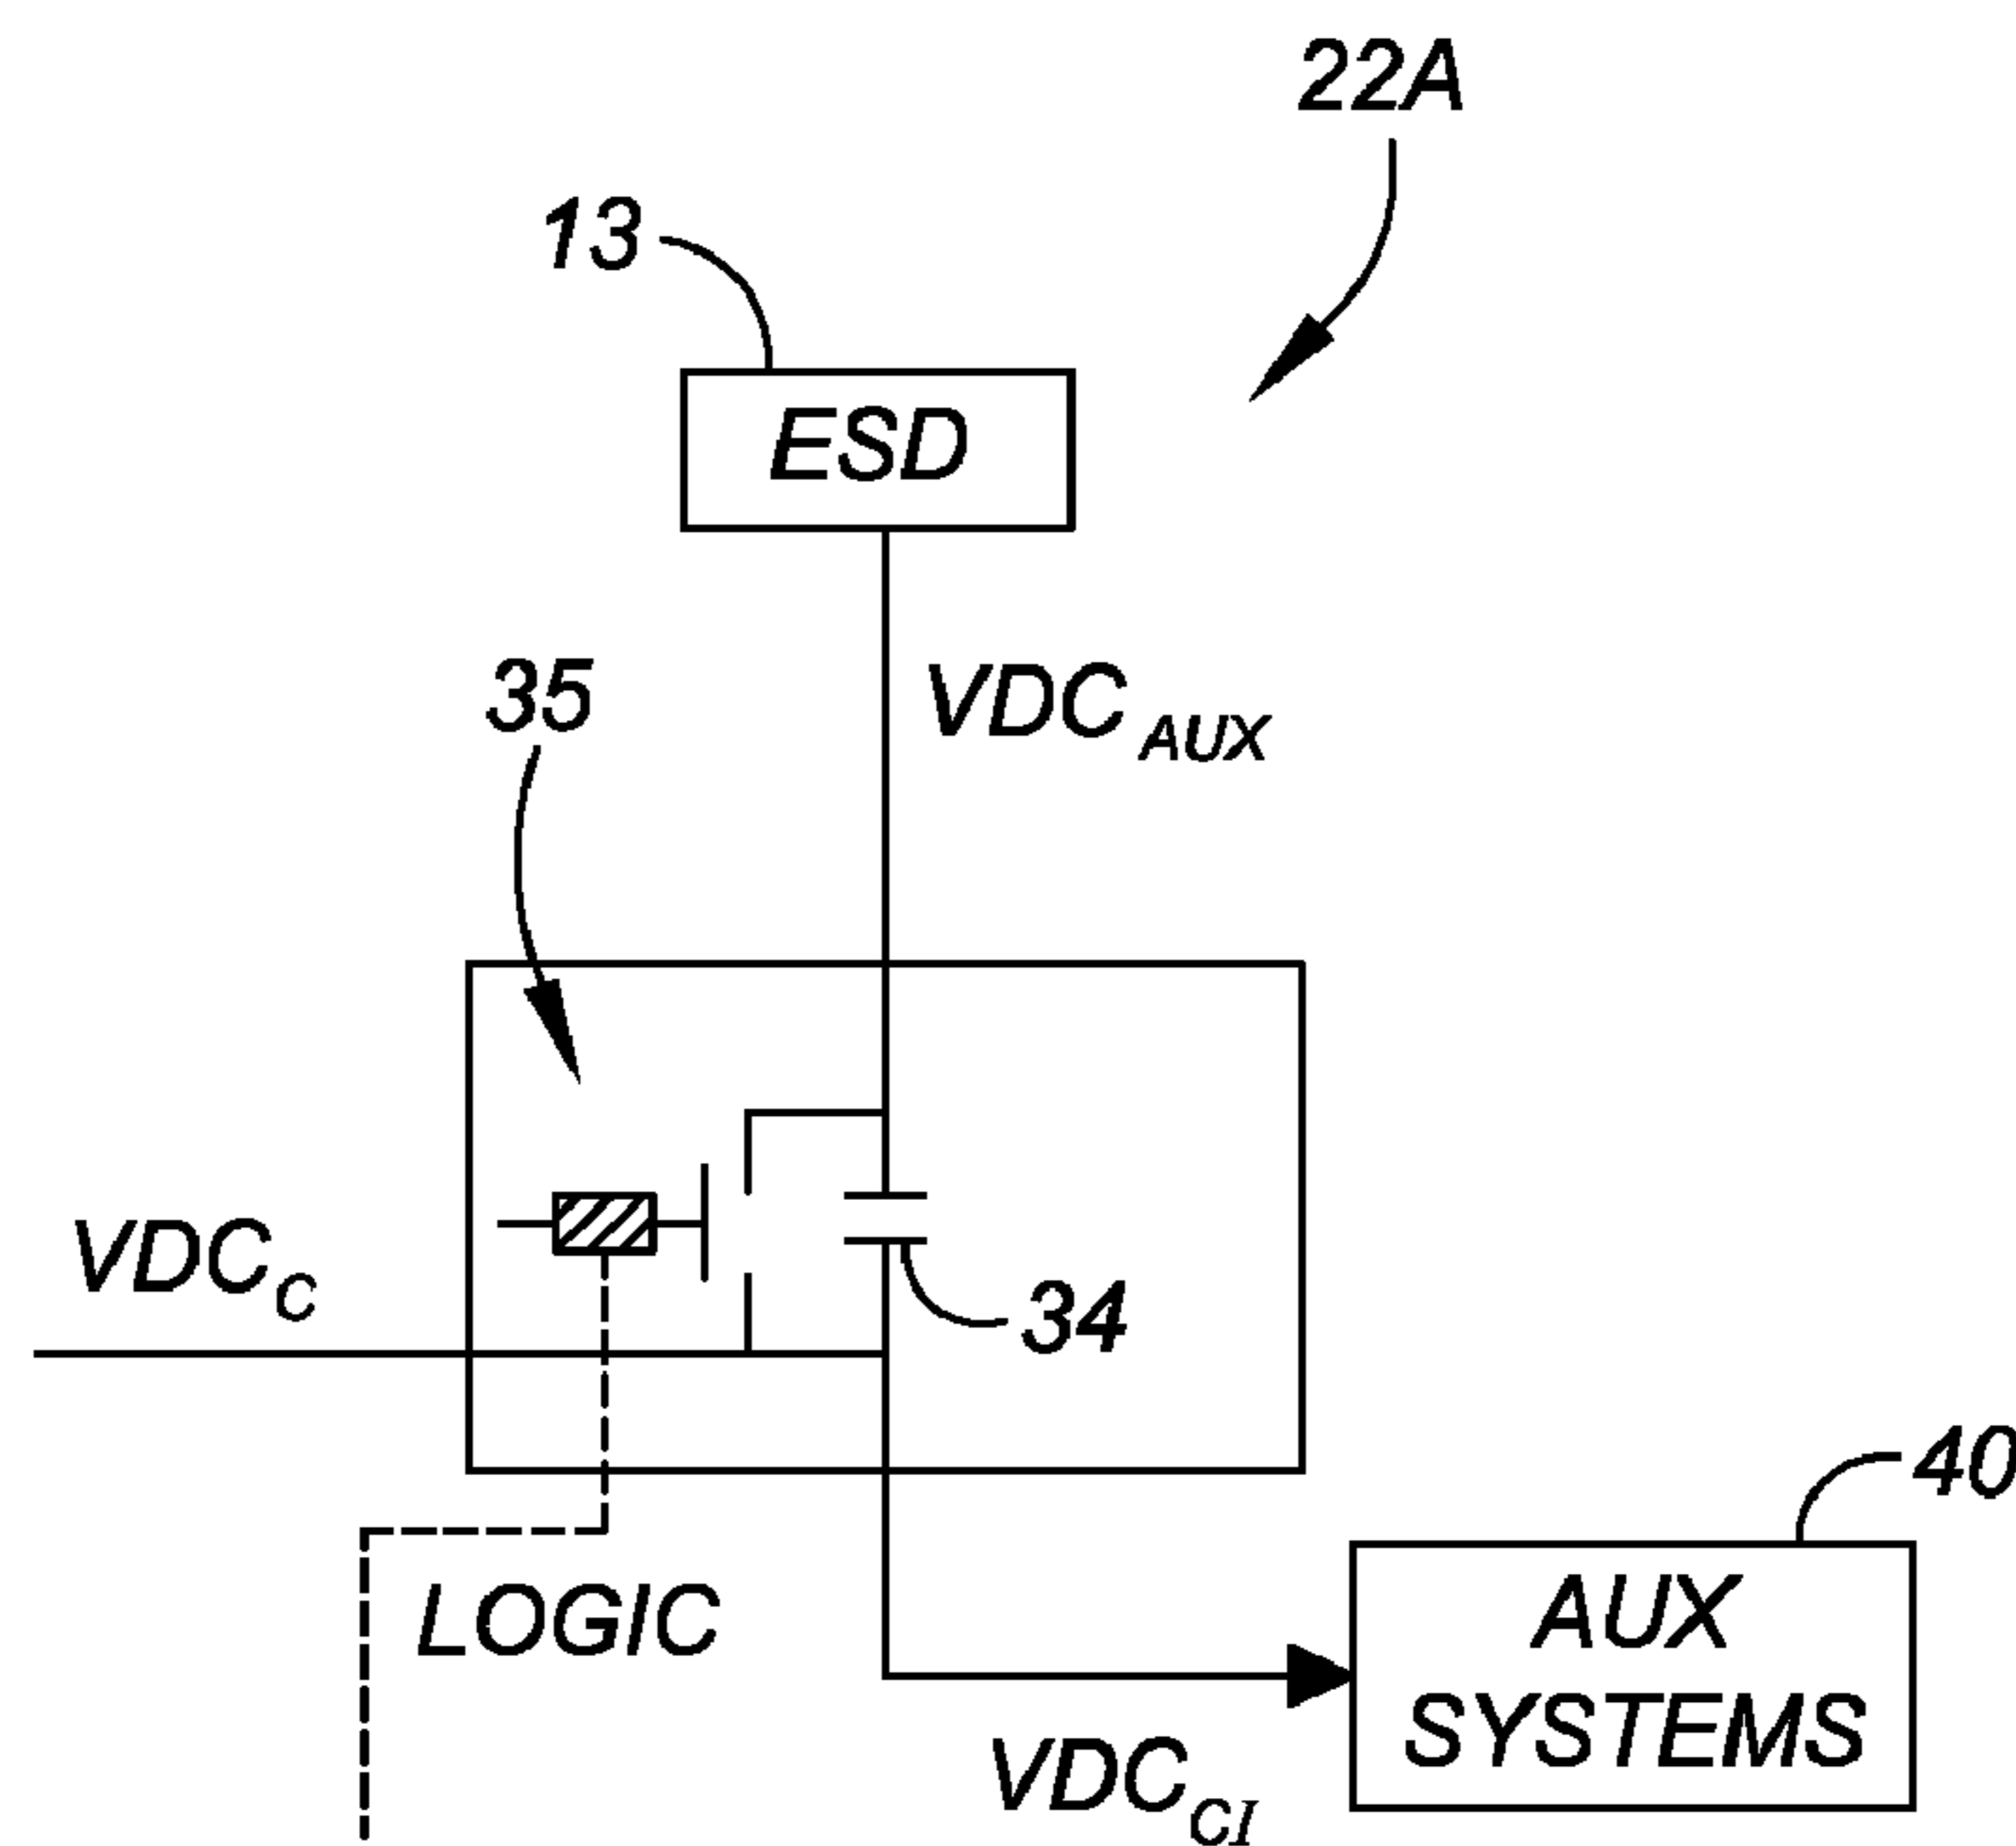 22A
13
ESD
35
VDC AUX
VDC C
34
40
LOGIC
AUX
SYSTEMS
VDC CI